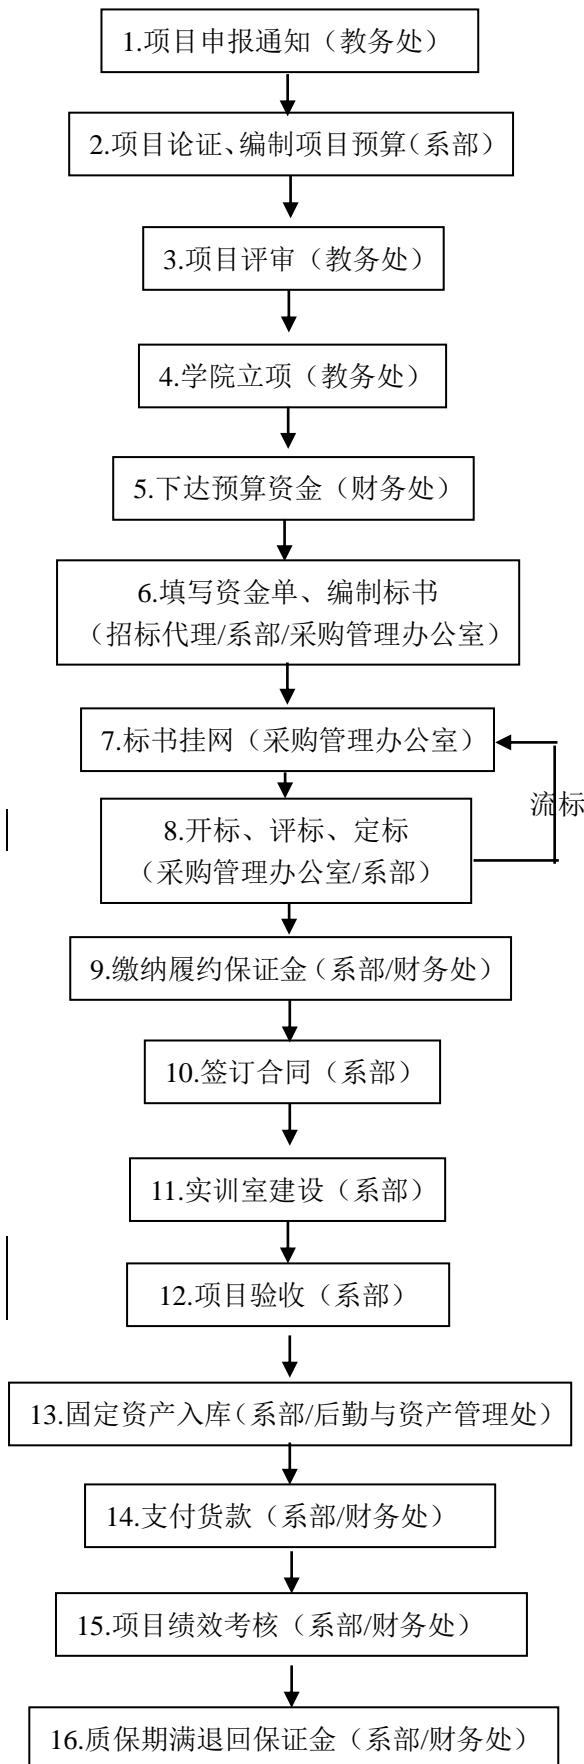 1.项目申报通知（教务处）
2.项目论证、编制项目预算（系部）
3.项目评审（教务处）
4.学院立项（教务处）
5.下达预算资金（财务处）
6.填写资金单、编制标书
（招标代理/系部/采购管理办公室）
7.标书挂网（采购管理办公室）
流标
8.开标、评标、定标
（采购管理办公室/系部）
9.缴纳履约保证金（系部/财务处）
10.签订合同（系部）
11.实训室建设（系部）
12.项目验收（系部）
13.固定资产入库（系部/后勤与资产管理处）
14.支付货款（系部/财务处）
15.项目绩效考核（系部/财务处）
16.质保期满退回保证金（系部/财务处）